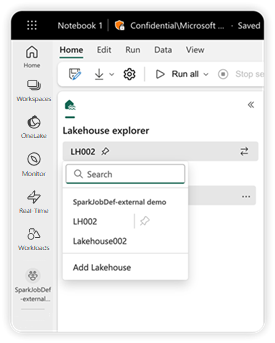 Notebook 1
Confidential\Microsoft ...
Saved
Home
Edit
Run
Data
View
Run all
Stop se
Home
Workspaces
OneLake
Monitor
Real-Time
Workloads
SparkJobDef
-external...
Lakehouse explorer
LH002
Search
SparkJobDef-external demo
LH002
Lakehouse002
Add Lakehouse